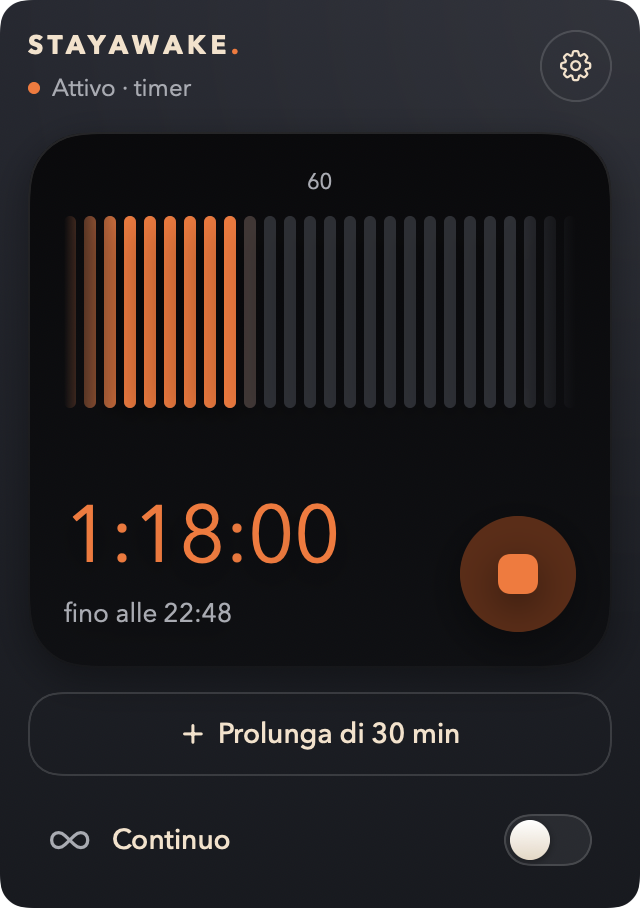 STAYAWAKE.
Attivo · timer
60
1:18:00
fino alle 22:48
+ Prolunga di 30 min
Continuo